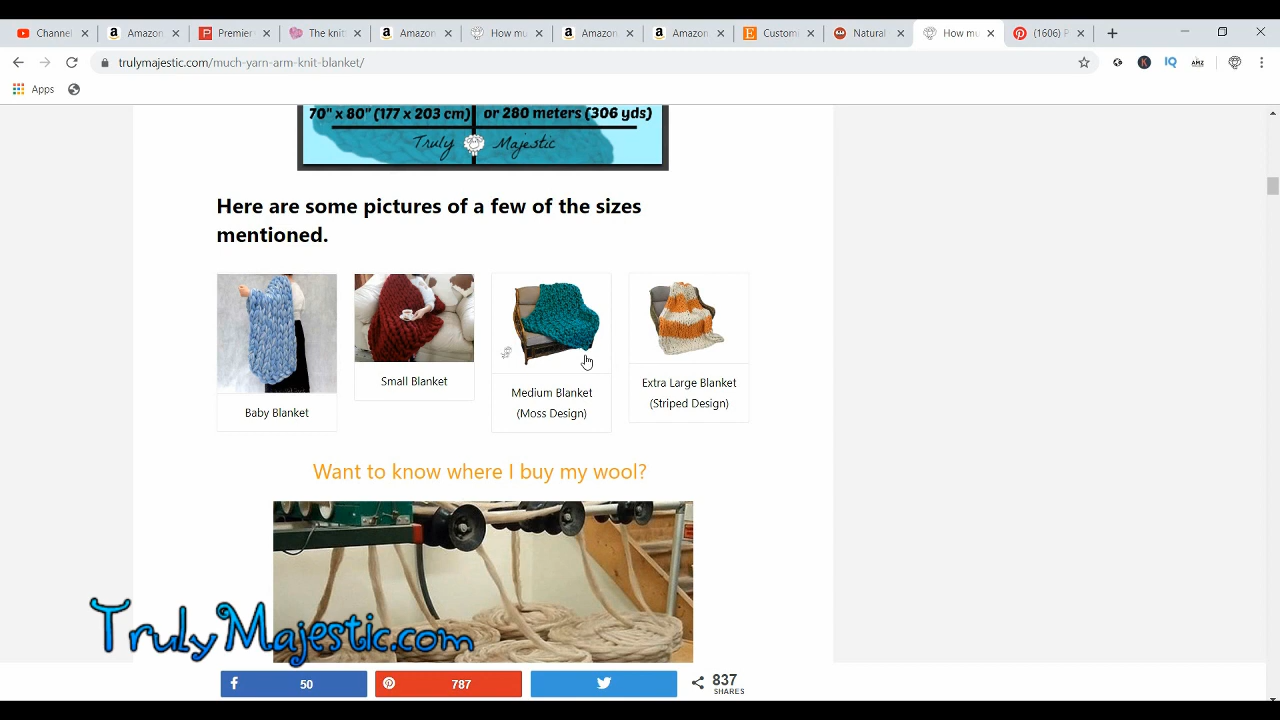 Channel
Amazon
Premier
The knit
Amazon
How mu
Amazon
Amazon
Custom
Natural
How mu
(1606) P
trulymajestic.com/much-yarn-arm-knit-blanket/
IQ
Apps
70" x 80" (177 x 203 cm) or 280 meters (306 yds)
Truly Majestic
Here are some pictures of a few of the sizes
mentioned.
Baby Blanket
Small Blanket
Medium Blanket
(Moss Design)
Extra Large Blanket
(Striped Design)
Want to know where I buy my wool?
TrulyMajestic.com
50
787
837
SHARES